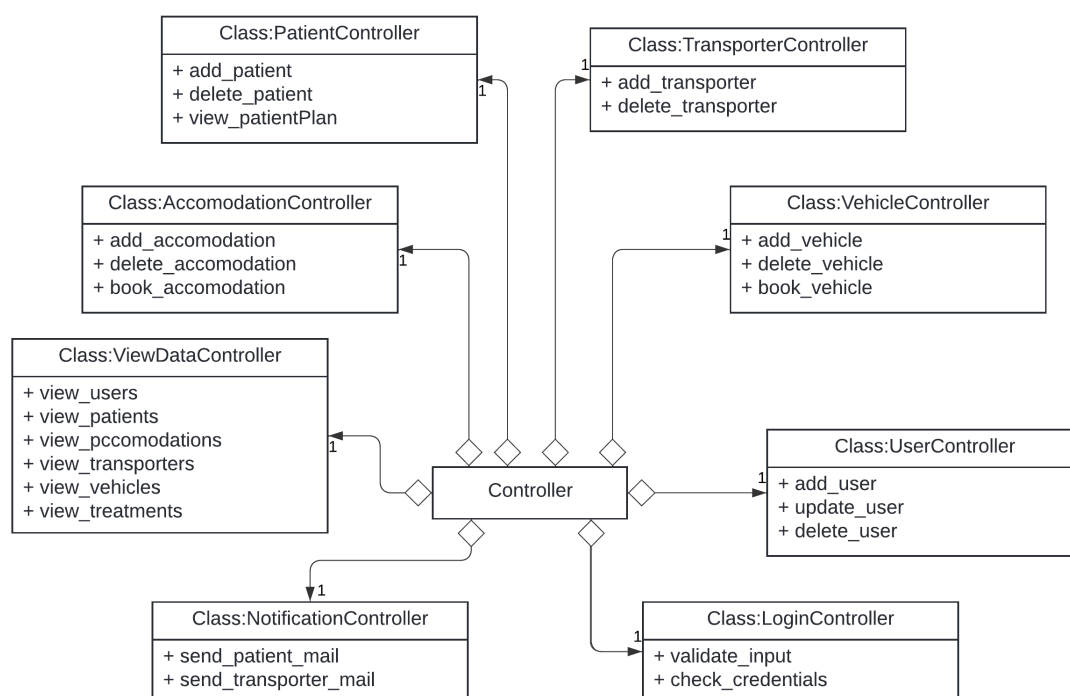 Class:PatientController
+ add_patient
+ delete_patient
+ view_patientPlan
1
Class:TransporterController
+ add_transporter
+ delete_transporter
1
Class:AccomodationController
+ add_accomodation
+ delete_accomodation
+ book_accomodation
1
Class:VehicleController
+ add_vehicle
+ delete_vehicle
+ book_vehicle
1
Class:ViewDataController
+ view_users
+ view_patients
+ view_pccomodations
+ view_transporters
+ view_vehicles
+ view_treatments
1
Controller
Class:UserController
+ add_user
+ update_user
+ delete_user
1
Class:NotificationController
+ send_patient_mail
+ send_transporter_mail
1
Class:LoginController
+ validate_input
+ check_credentials
1